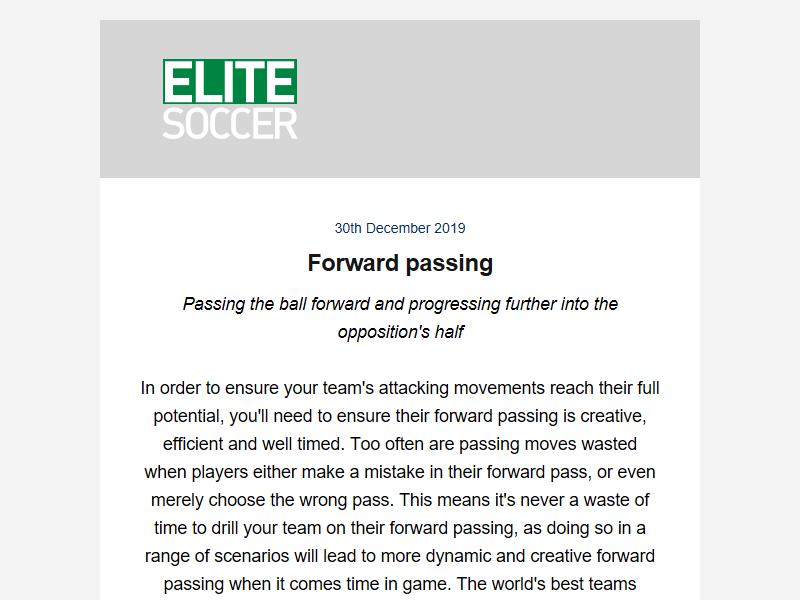 ELITE
SOCCER
30th December 2019
Forward passing
Passing the ball forward and progressing further into the
opposition's half
In order to ensure your team's attacking movements reach their full
potential, you'll need to ensure their forward passing is creative,
efficient and well timed. Too often are passing moves wasted
when players either make a mistake in their forward pass, or even
merely choose the wrong pass. This means it's never a waste of
time to drill your team on their forward passing, as doing so in a
range of scenarios will lead to more dynamic and creative forward
passing when it comes time in game. The world's best teams